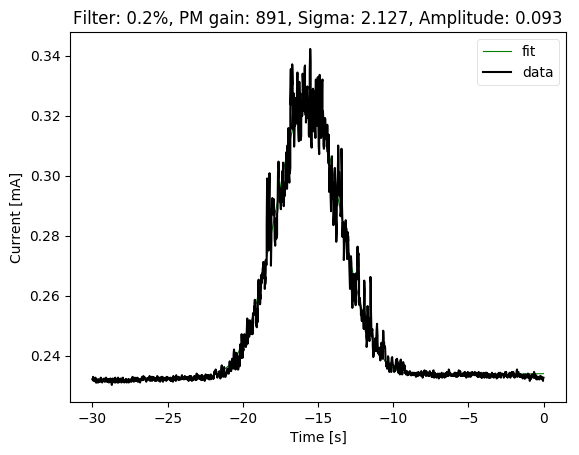 Filter: 0.2%, PM gain: 891, Sigma: 2.127, Amplitude: 0.093
fit
data
0.34
0.32
0.30
0.28
0.26
0.24
Current [mA]
−30
−25
−20
−15
−10
−5
0
Time [s]